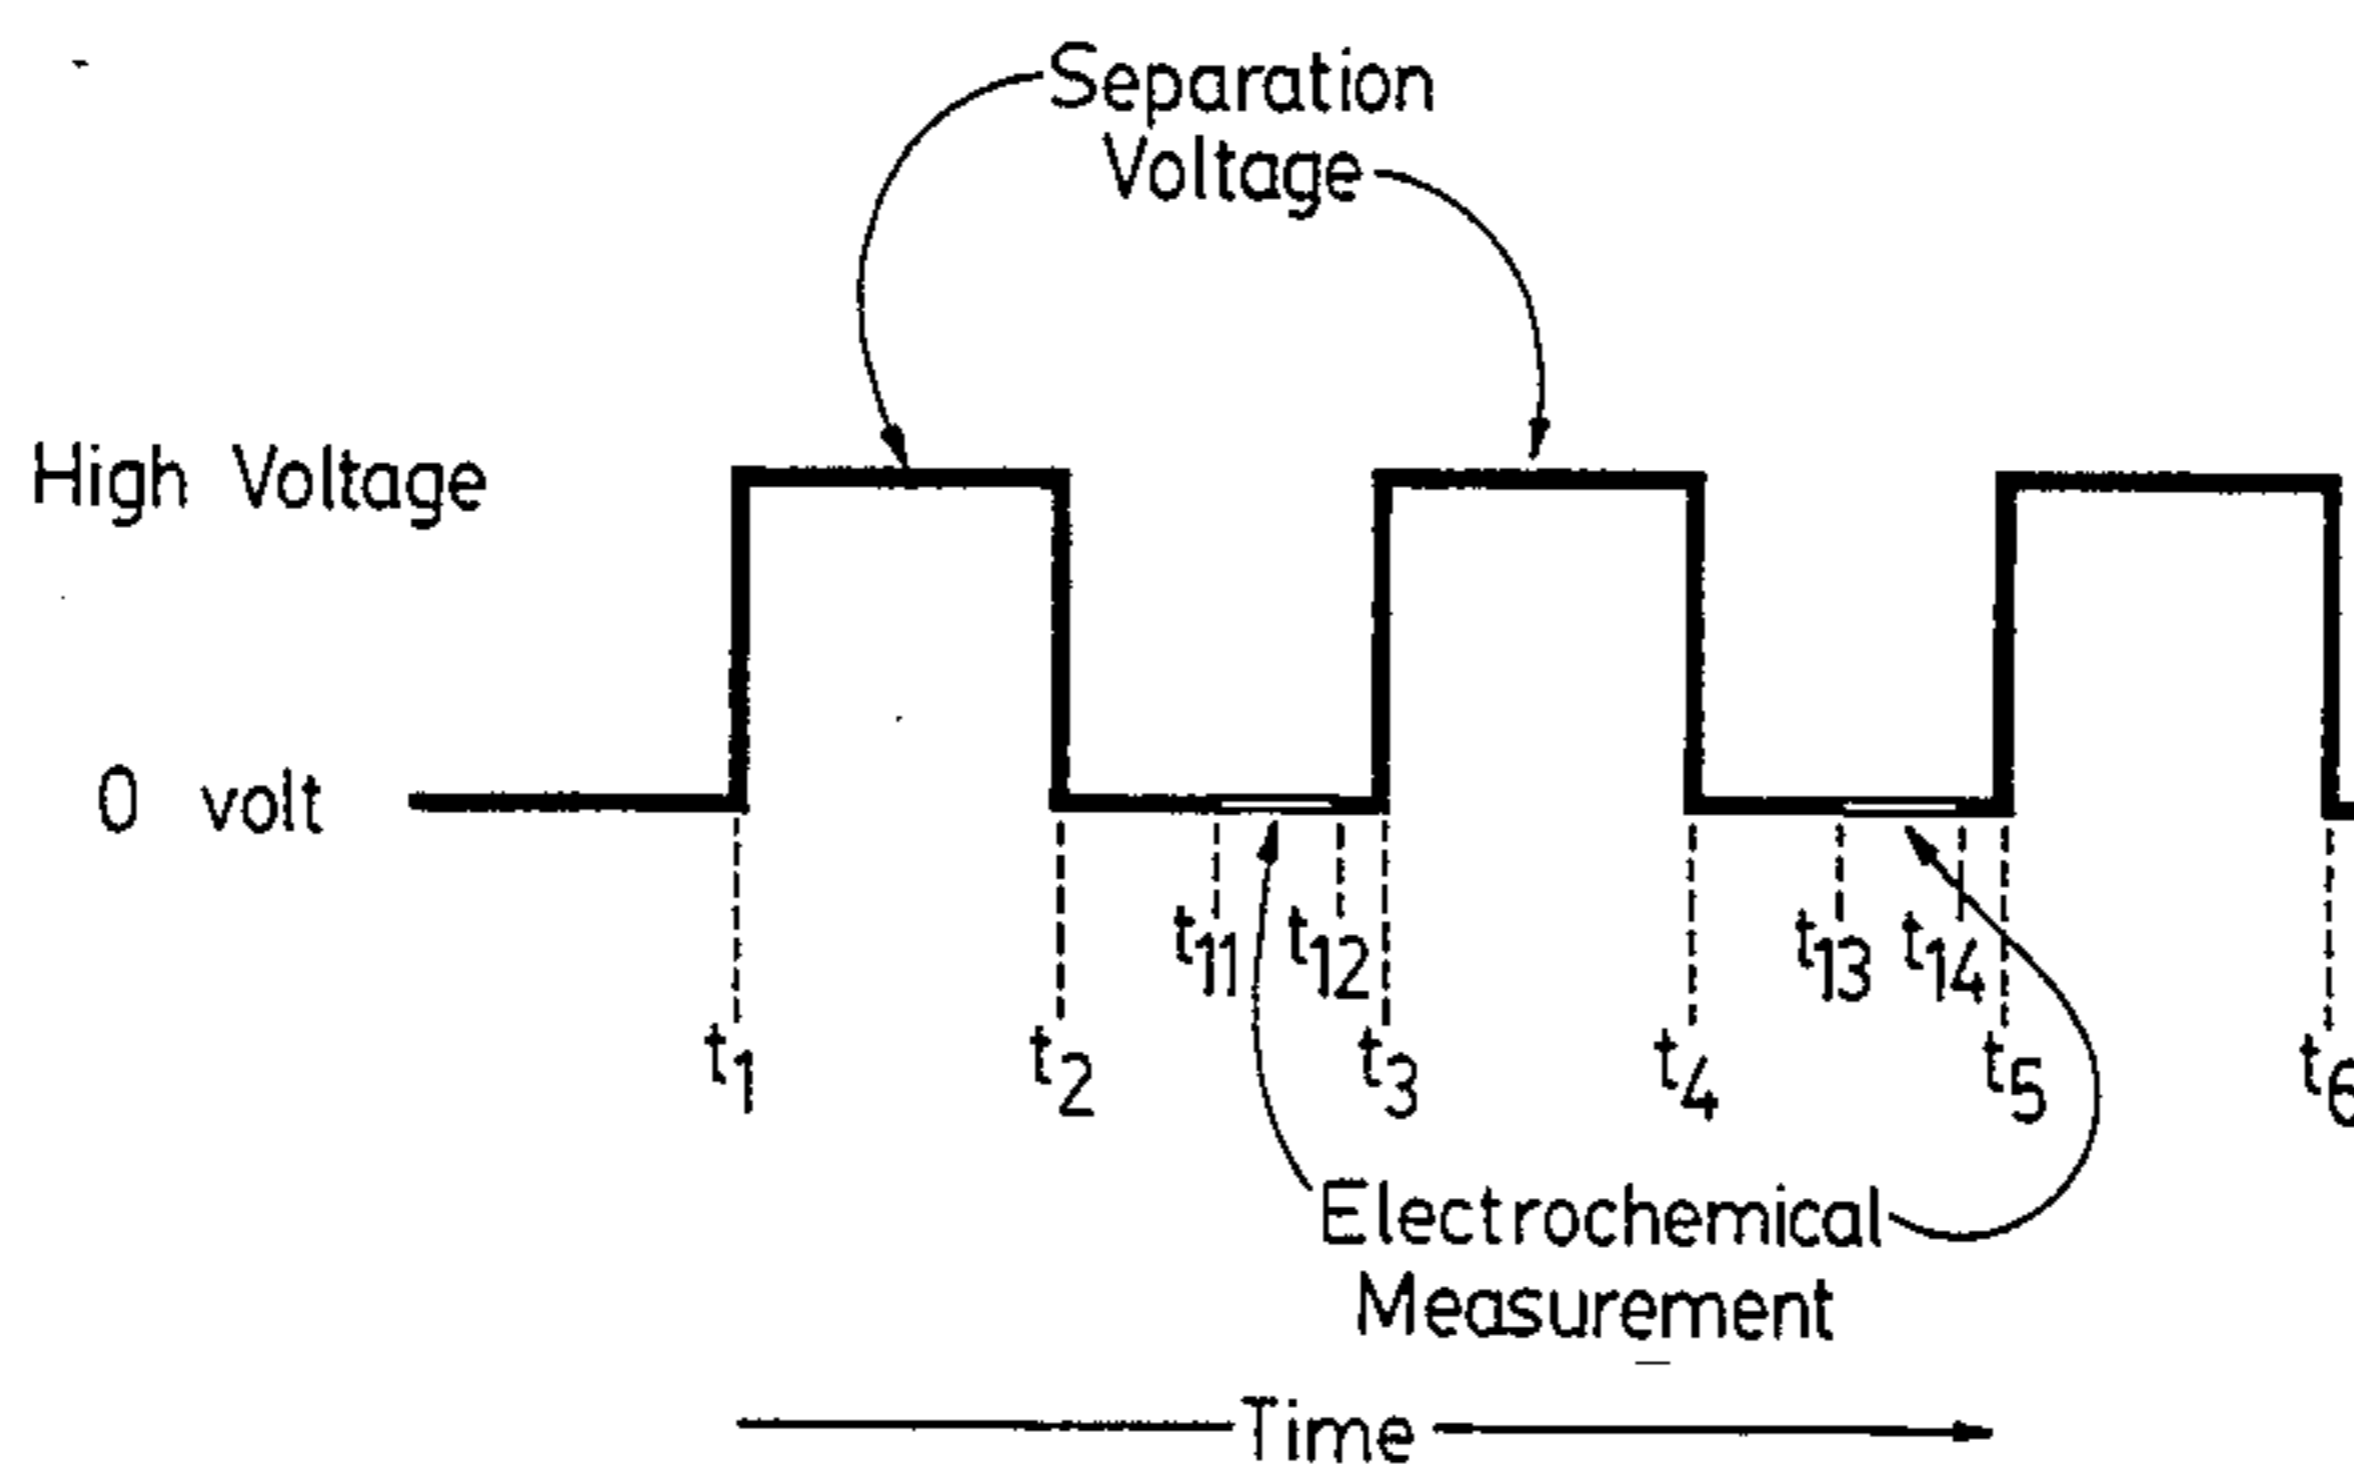 Separation
Voltage
High Voltage
0 volt
t11 t12 t13 t14
t1 t2 t3 t4 t5 t6
Electrochemical
Measurement
Time